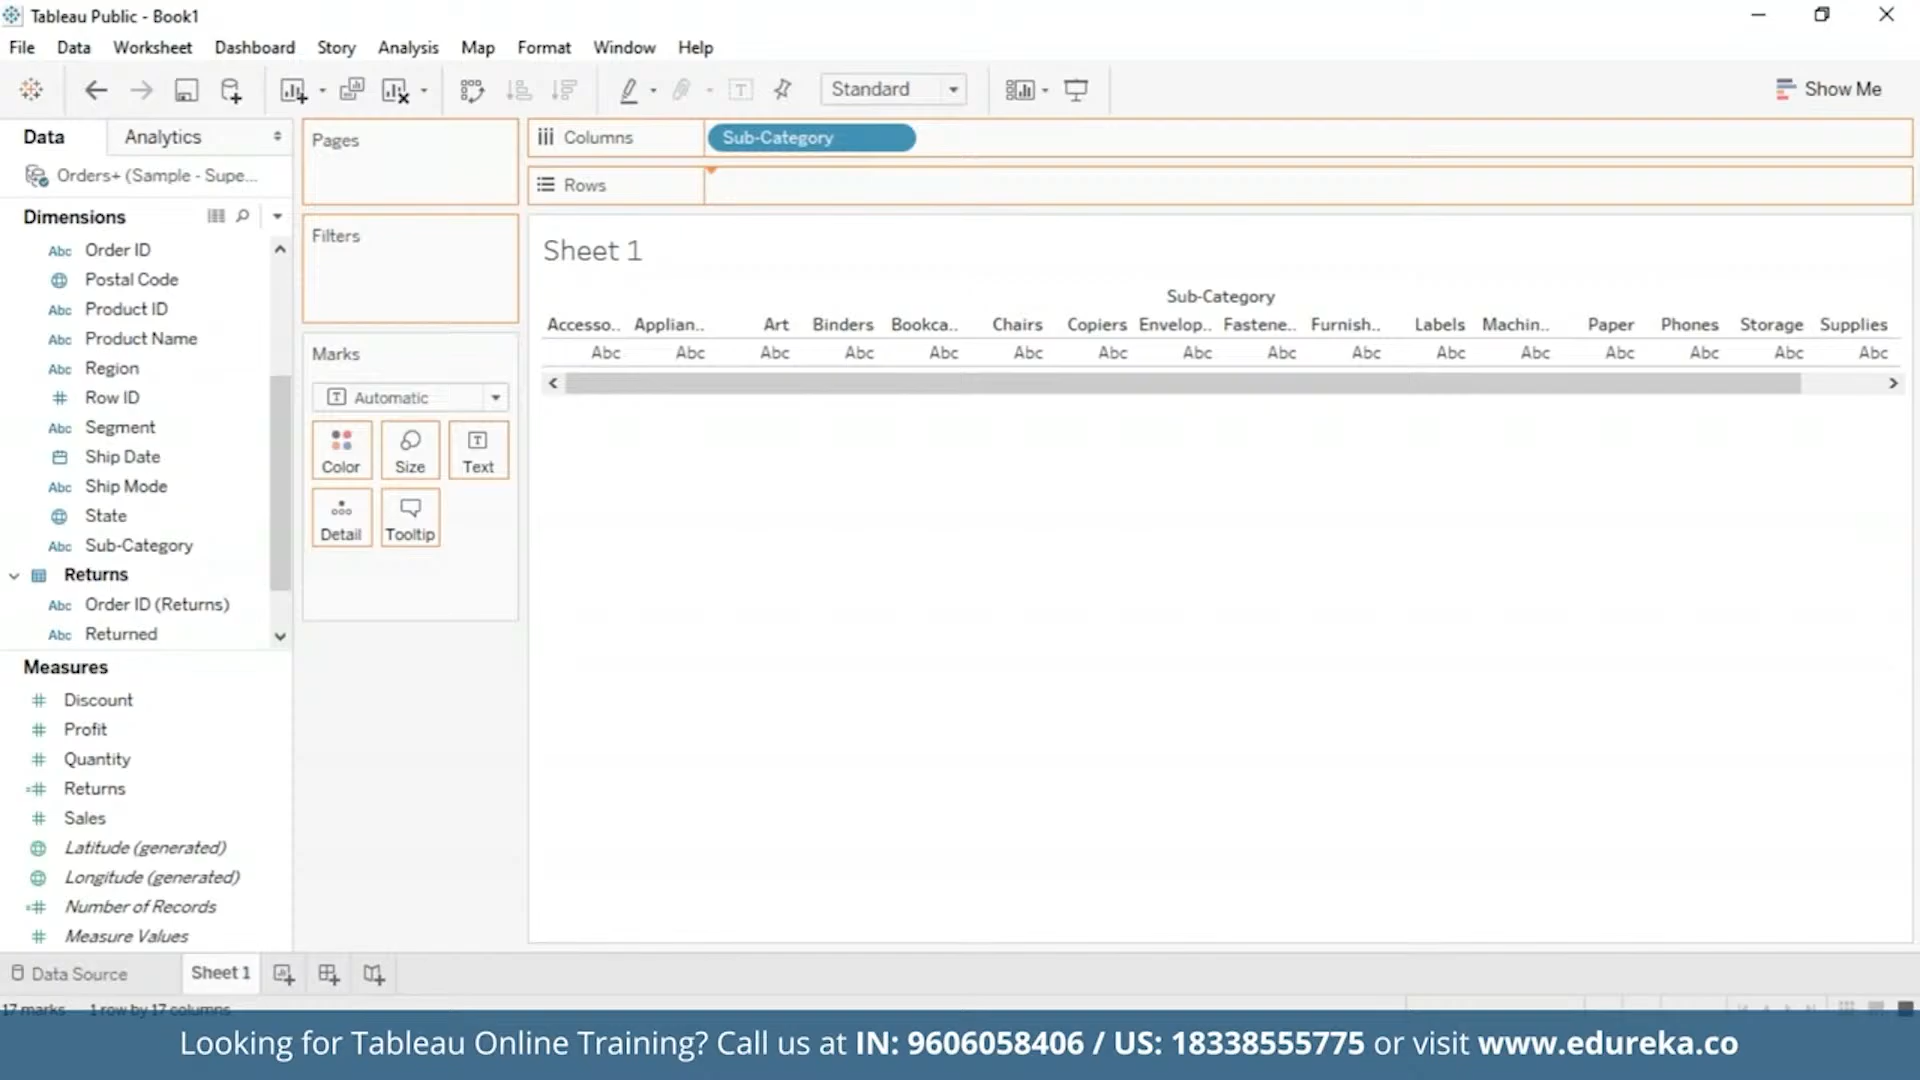 Tableau Public - Book1
File Data Worksheet Dashboard Story Analysis Map Format Window Help
Standard
Show Me
Data
Analytics
Orders+ (Sample - Supe...
Dimensions
Abc Order ID
Postal Code
Abc Product ID
Abc Product Name
Abc Region
# Row ID
Abc Segment
Ship Date
Abc Ship Mode
State
Abc Sub-Category
Returns
Abc Order ID (Returns)
Abc Returned
Measures
# Discount
# Profit
# Quantity
=# Returns
# Sales
Latitude (generated)
Longitude (generated)
=# Number of Records
# Measure Values
Pages
Filters
Marks
T Automatic
Color
Size
T
Text
Detail
Tooltip
Columns
Sub-Category
Rows
Sheet 1
Sub-Category
Accesso.. Applian.. Art Binders Bookca.. Chairs Copiers Envelop.. Fastene.. Furnish.. Labels Machin.. Paper Phones Storage Supplies
Abc Abc Abc Abc Abc Abc Abc Abc Abc Abc Abc Abc Abc Abc Abc Abc
Data Source
Sheet 1
17 marks 1 row by 17 columns
Looking for Tableau Online Training? Call us at IN: 9606058406 / US: 18338555775 or visit www.edureka.co